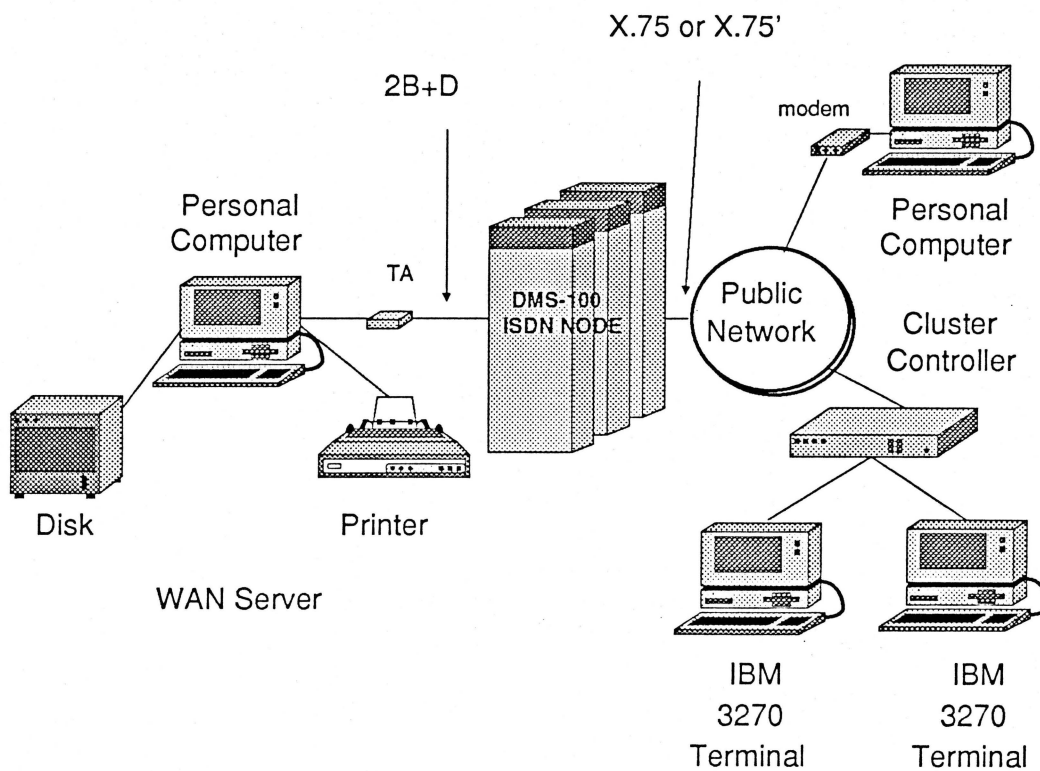 X.75 or X.75'
2B+D
modem
Personal
Computer
Personal
Computer
TA
DMS-100
ISDN NODE
Public
Network
Cluster
Controller
Disk
Printer
WAN Server
IBM
3270
Terminal
IBM
3270
Terminal